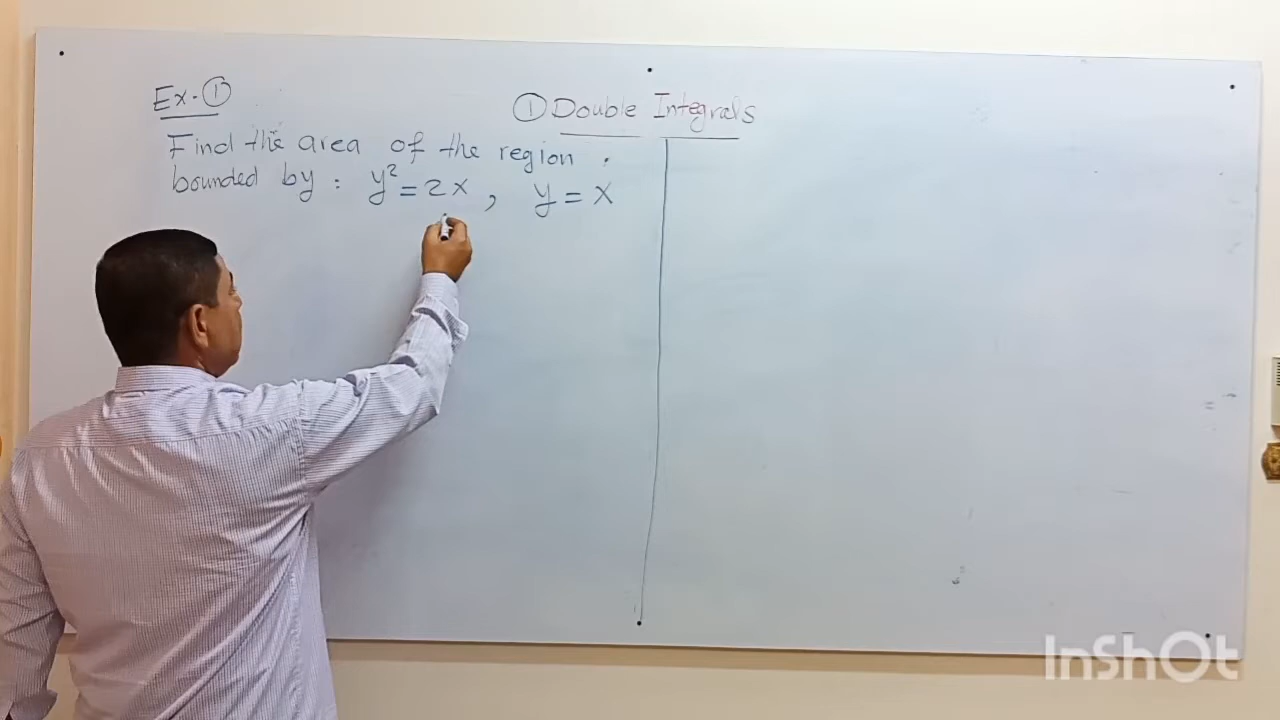 Ex. ①
① Double Integrals
Find the area of the region.
bounded by : y² = 2x , y = x
InShOt